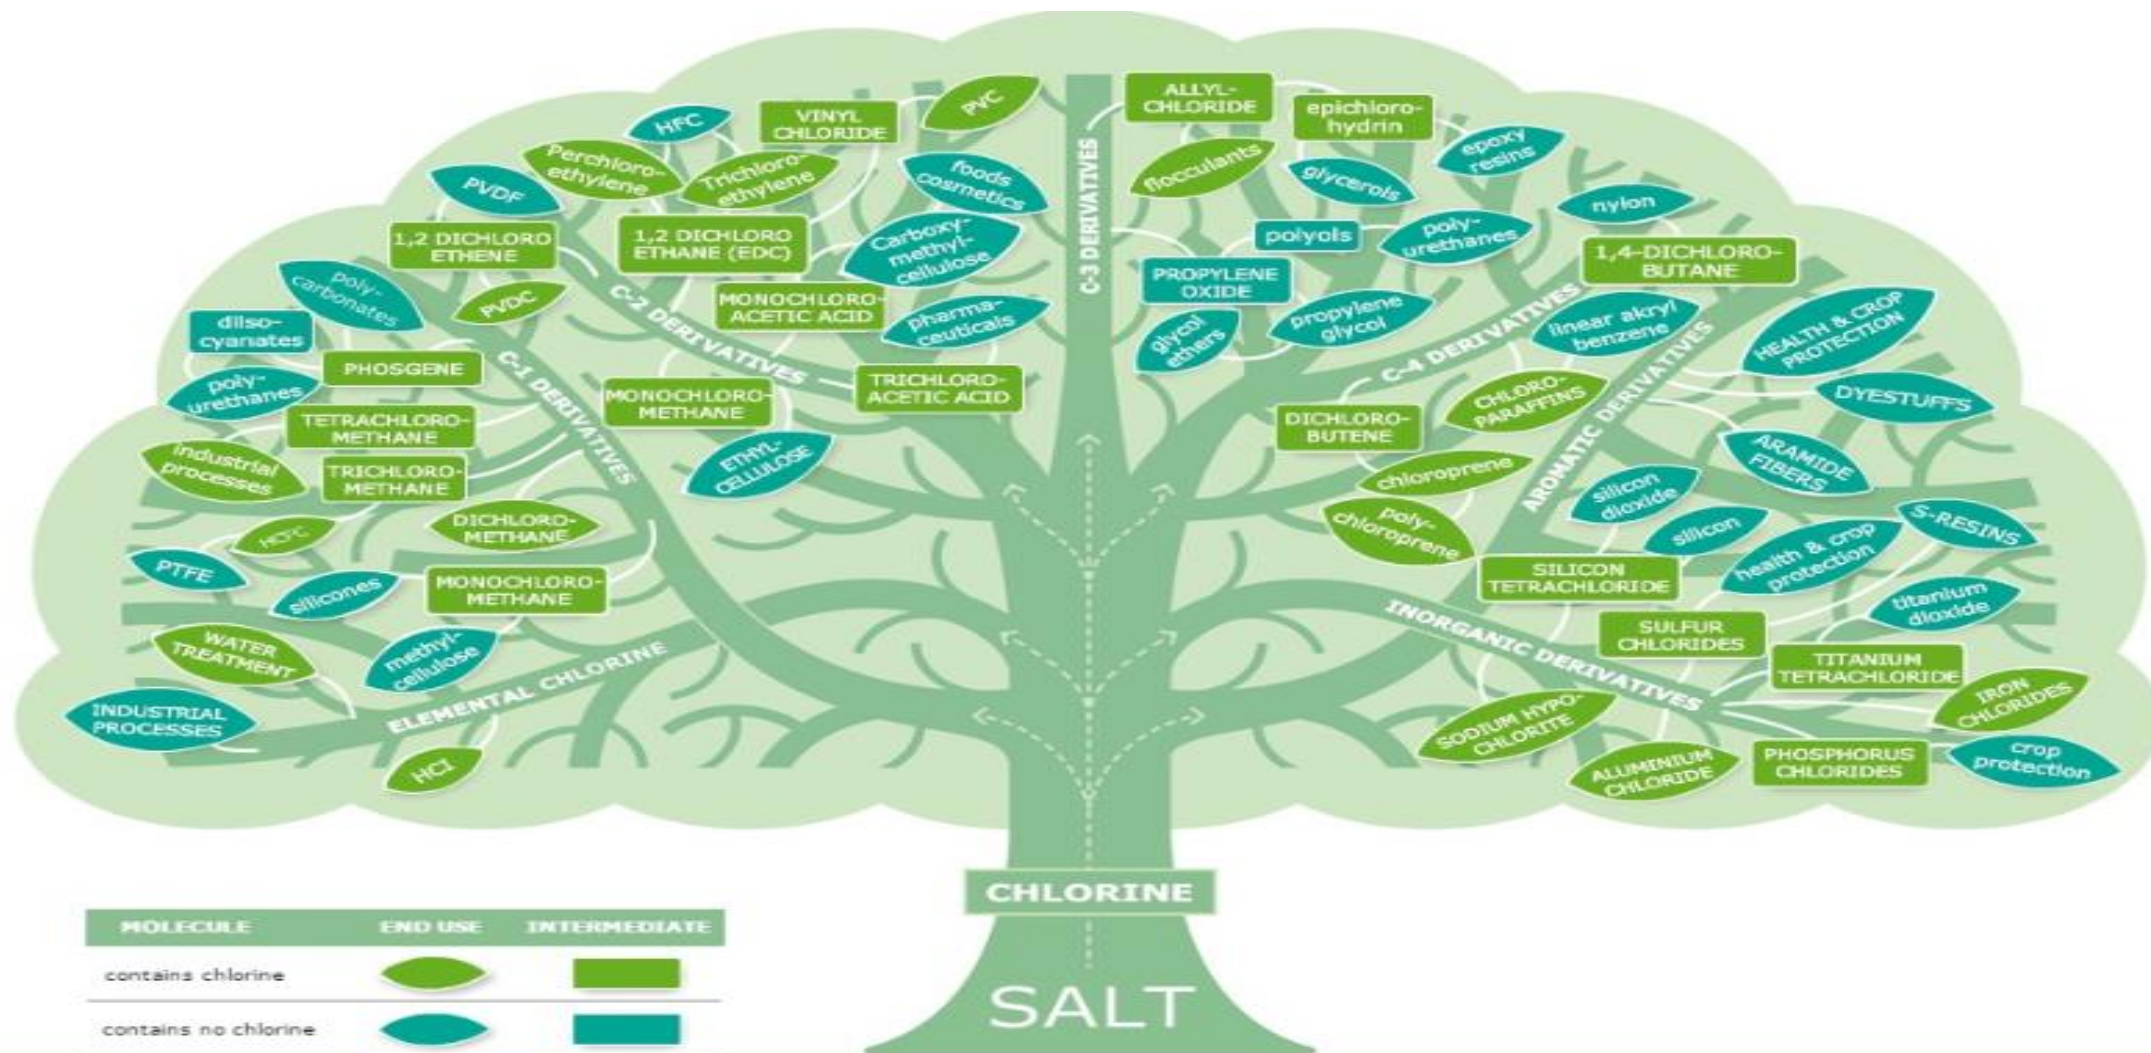 VINYL
CHLORIDE
PVC
HFC
Perchloro-
ethylene
Trichloro-
ethylene
foods
cosmetics
PVDF
1,2 DICHLORO
ETHENE
1,2 DICHLORO
ETHANE (EDC)
Carboxy-
methyl-
cellulose
PVDC
C-2 DERIVATIVES
MONOCHLORO-
ACETIC ACID
pharma-
ceuticals
TRICHLORO-
ACETIC ACID
MONOCHLORO-
METHANE
ETHYL-
CELLULOSE
poly-
carbonates
diiso-
cyanates
PHOSGENE
poly-
urethanes
C-1 DERIVATIVES
TETRACHLORO-
METHANE
industrial
processes
TRICHLORO-
METHANE
HCFC
DICHLORO-
METHANE
PTFE
silicones
MONOCHLORO-
METHANE
methyl-
cellulose
WATER
TREATMENT
ELEMENTAL CHLORINE
INDUSTRIAL
PROCESSES
HCI
C-3 DERIVATIVES
ALLYL-
CHLORIDE
epichloro-
hydrin
epoxy
resins
flocculants
glycerols
polyols
poly-
urethanes
PROPYLENE
OXIDE
glycol
ethers
propylene
glycol
nylon
1,4-DICHLORO-
BUTANE
C-4 DERIVATIVES
DICHLORO-
BUTENE
chloroprene
poly-
chloroprene
linear akryl
benzene
CHLORO-
PARAFFINS
AROMATIC DERIVATIVES
HEALTH & CROP
PROTECTION
DYESTUFFS
ARAMIDE
FIBERS
silicon
dioxide
silicon
health & crop
protection
S-RESINS
SILICON
TETRACHLORIDE
titanium
dioxide
SULFUR
CHLORIDES
INORGANIC DERIVATIVES
TITANIUM
TETRACHLORIDE
IRON
CHLORIDES
SODIUM HYPO-
CHLORITE
ALUMINIUM
CHLORIDE
PHOSPHORUS
CHLORIDES
crop
protection
CHLORINE
SALT
MOLECULE END USE INTERMEDIATE
contains chlorine
contains no chlorine